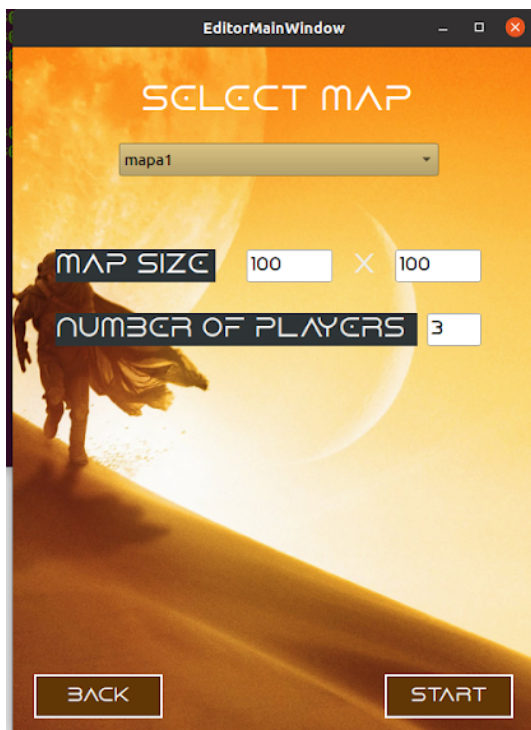 EditorMainWindow
SELECT MAP
mapa1
MAP SIZE 100 X 100
NUMBER OF PLAYERS 3
BACK START